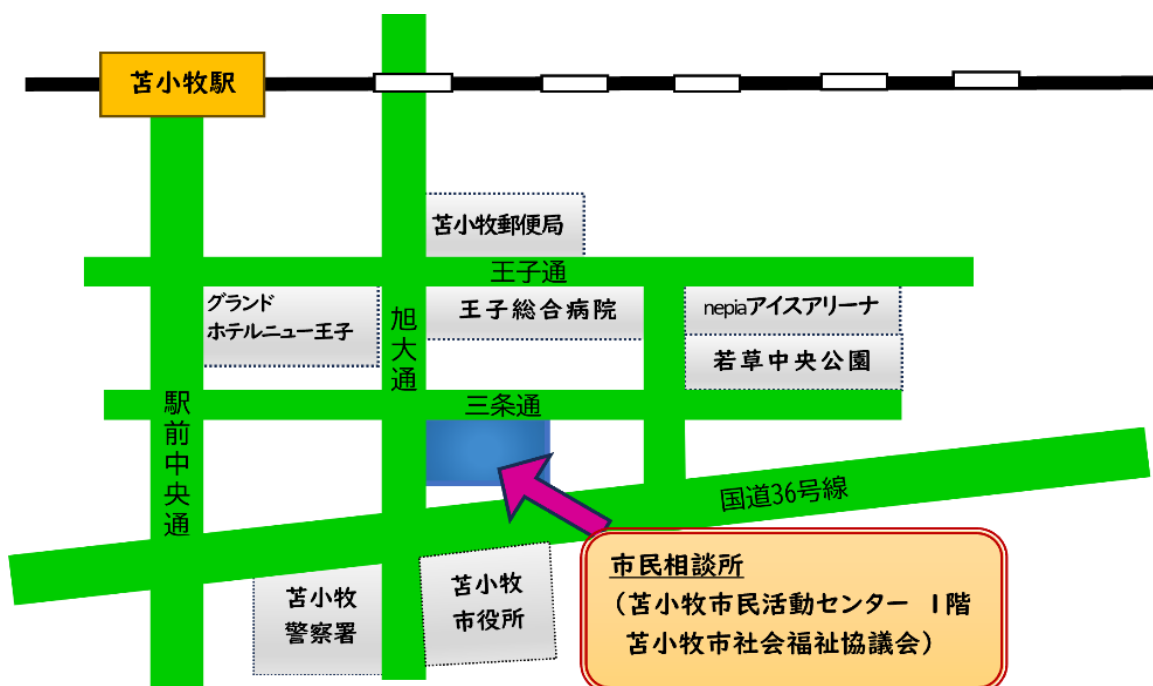 苫小牧駅
苫小牧郵便局
王子通
グランド
ホテルニュー王子
旭大通
王子総合病院
nepiaアイスアリーナ
若草中央公園
三条通
駅前中央通
国道36号線
苫小牧
警察署
苫小牧
市役所
市民相談所
（苫小牧市民活動センター　1階
苫小牧市社会福祉協議会）